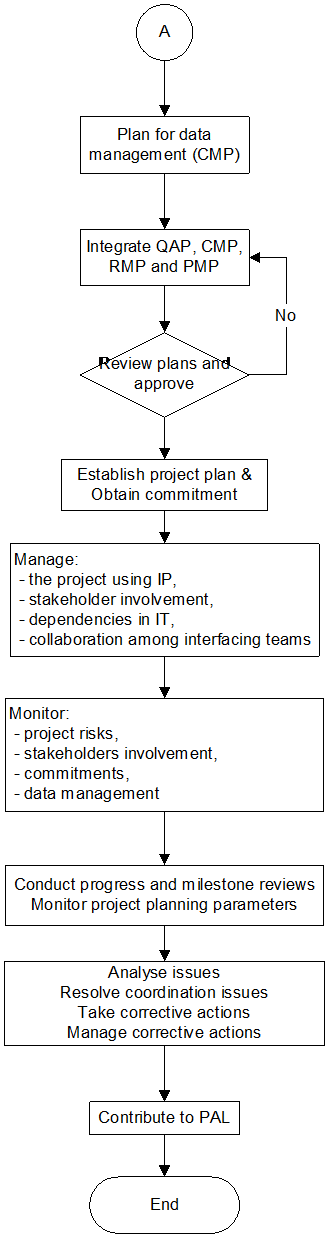 A
Plan for data
management (CMP)
Integrate QAP, CMP,
RMP and PMP
No
Review plans and
approve
Establish project plan &
Obtain commitment
Manage:
- the project using IP,
- stakeholder involvement,
- dependencies in IT,
- collaboration among interfacing teams
Monitor:
- project risks,
- stakeholders involvement,
- commitments,
- data management
Conduct progress and milestone reviews
Monitor project planning parameters
Analyse issues
Resolve coordination issues
Take corrective actions
Manage corrective actions
Contribute to PAL
End